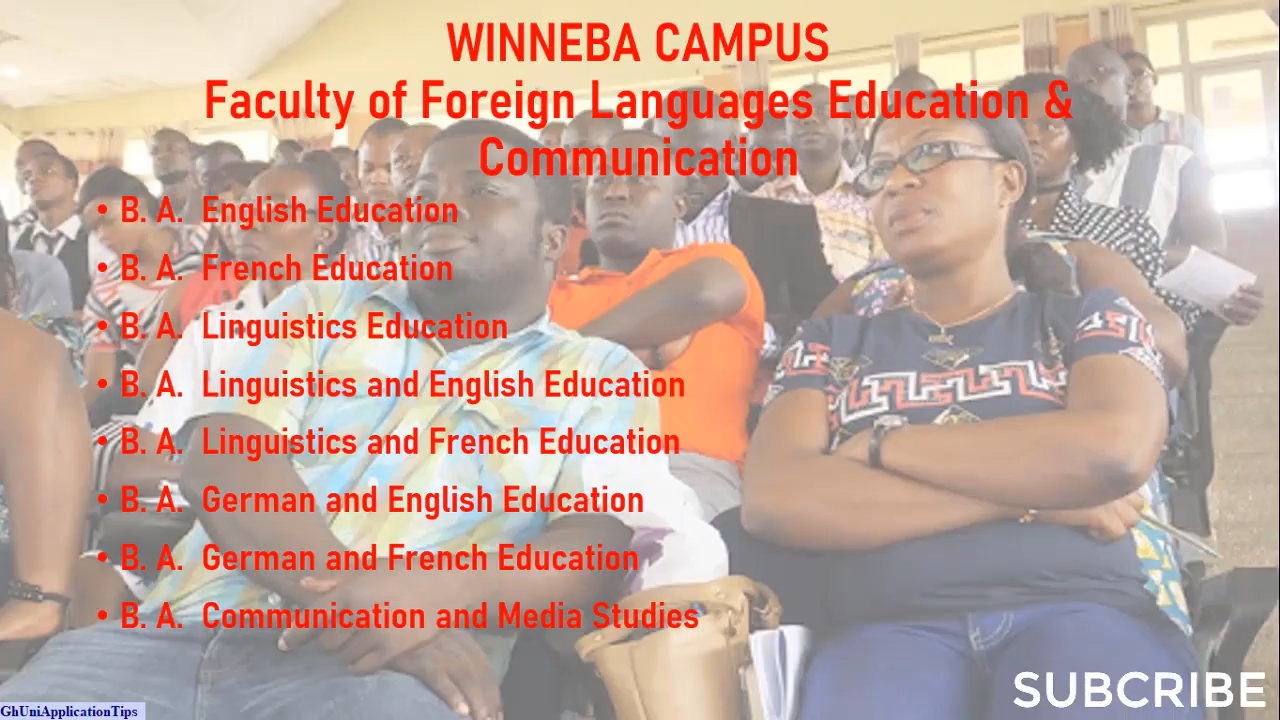 WINNEBA CAMPUS
Faculty of Foreign Languages Education &
Communication
• B. A. English Education
• B. A. French Education
• B. A. Linguistics Education
• B. A. Linguistics and English Education
• B. A. Linguistics and French Education
• B. A. German and English Education
• B. A. German and French Education
• B. A. Communication and Media Studies
SUBCRIBE
GhUniApplicationTips